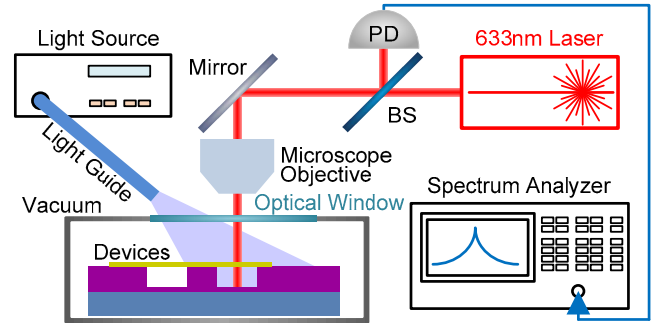 Light Source
PD
633nm Laser
Mirror
BS
Light Guide
Microscope
Objective
Spectrum Analyzer
Vacuum
Optical Window
Devices